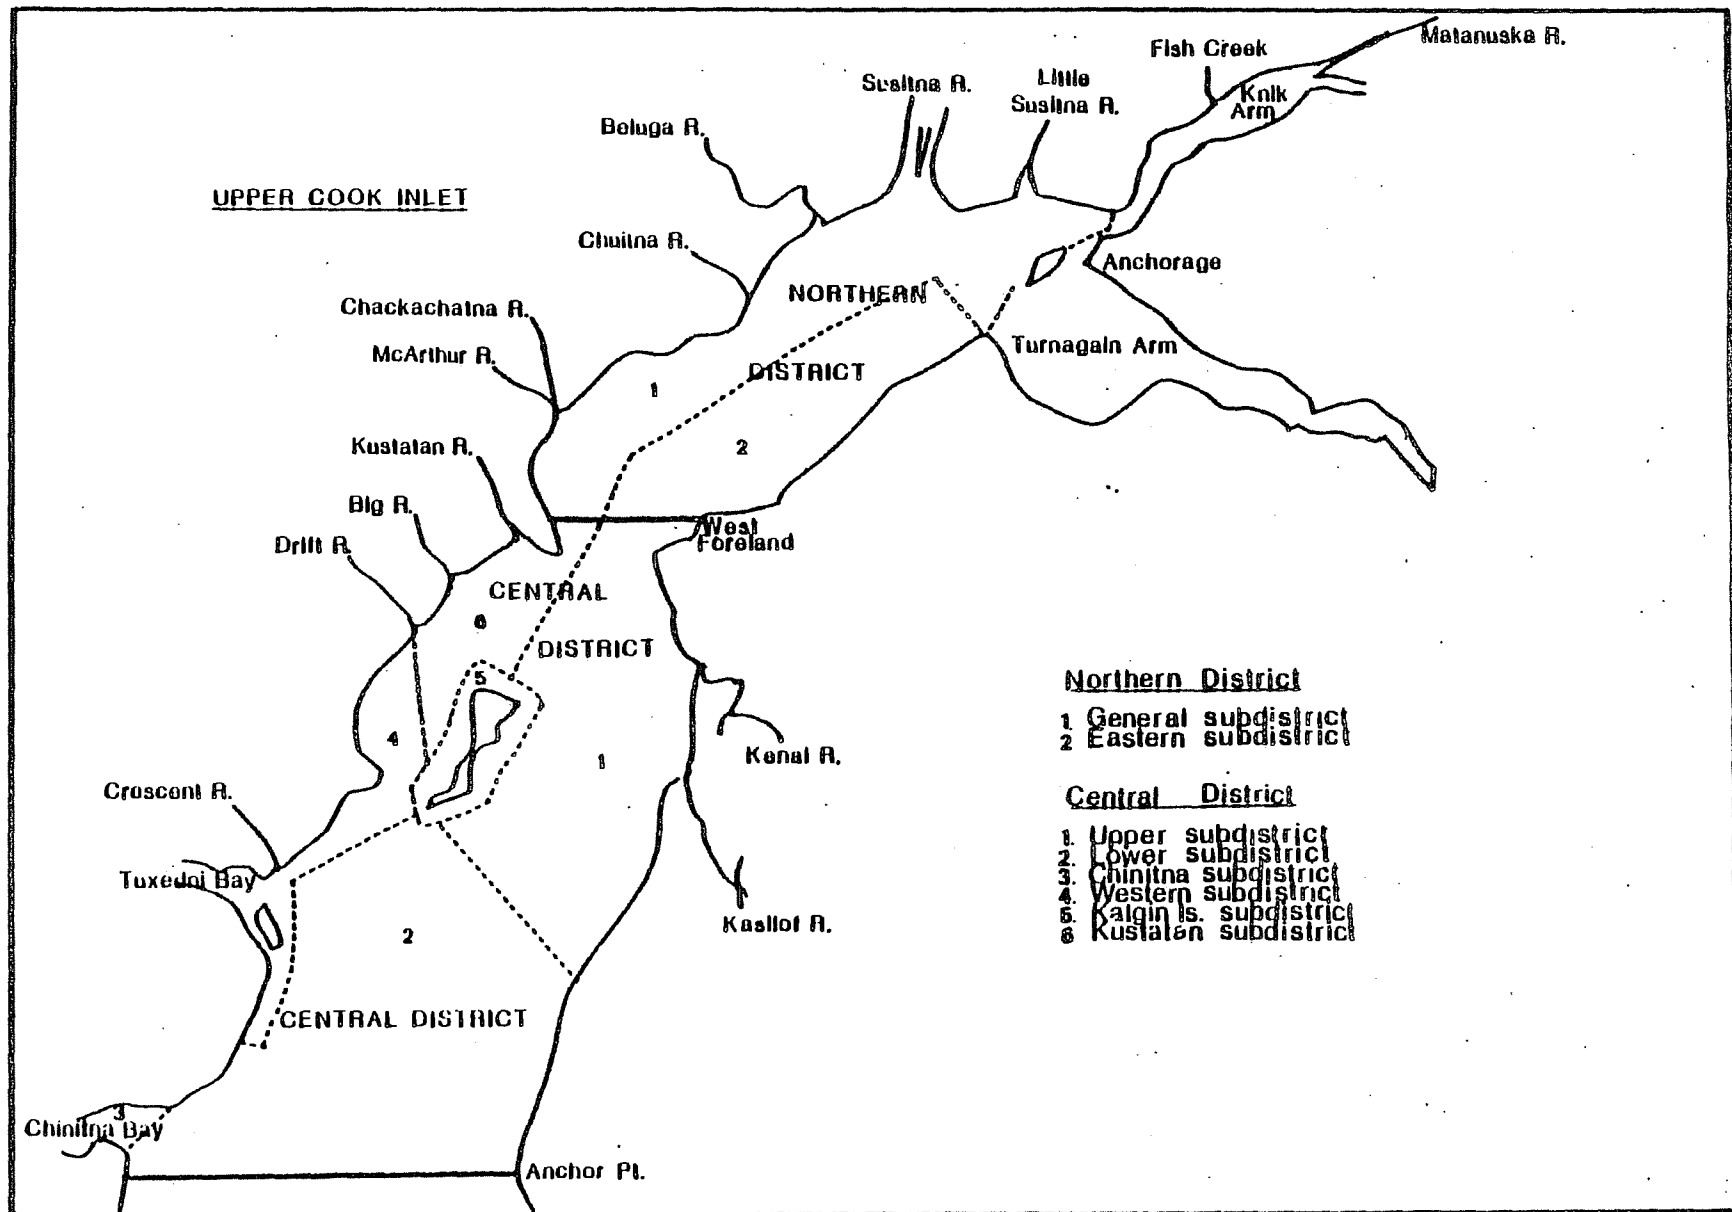 Matanuska R.
Fish Creek
Knik
Arm
Susitna R.
Little
Susitna R.
Beluga R.
UPPER COOK INLET
Chuitna R.
Anchorage
NORTHERN
Chackachatna R.
McArthur R.
Turnagain Arm
DISTRICT
1
2
Kustatan R.
Big R.
West
Foreland
Drift R.
CENTRAL
6
DISTRICT
5
4
1
Kenai R.
Crescent R.
Tuxedni Bay
Kasilof R.
2
CENTRAL DISTRICT
3
Chinitna Bay
Anchor Pt.
Northern District
1 General subdistrict
2 Eastern subdistrict
Central District
1. Upper subdistrict
2. Lower subdistrict
3. Chinitna subdistrict
4. Western subdistrict
5. Kalgin Is. subdistrict
6 Kustatan subdistrict